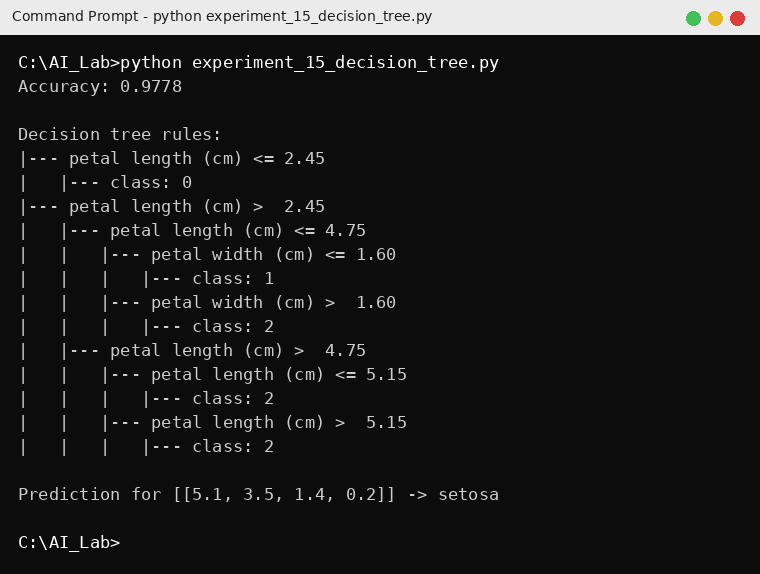 Command Prompt - python experiment_15_decision_tree.py
C:\AI_Lab>python experiment_15_decision_tree.py
Accuracy: 0.9778

Decision tree rules:
|--- petal length (cm) <= 2.45
|   |--- class: 0
|--- petal length (cm) >  2.45
|   |--- petal length (cm) <= 4.75
|   |   |--- petal width (cm) <= 1.60
|   |   |   |--- class: 1
|   |   |--- petal width (cm) >  1.60
|   |   |   |--- class: 2
|   |--- petal length (cm) >  4.75
|   |   |--- petal length (cm) <= 5.15
|   |   |   |--- class: 2
|   |   |--- petal length (cm) >  5.15
|   |   |   |--- class: 2

Prediction for [[5.1, 3.5, 1.4, 0.2]] -> setosa

C:\AI_Lab>